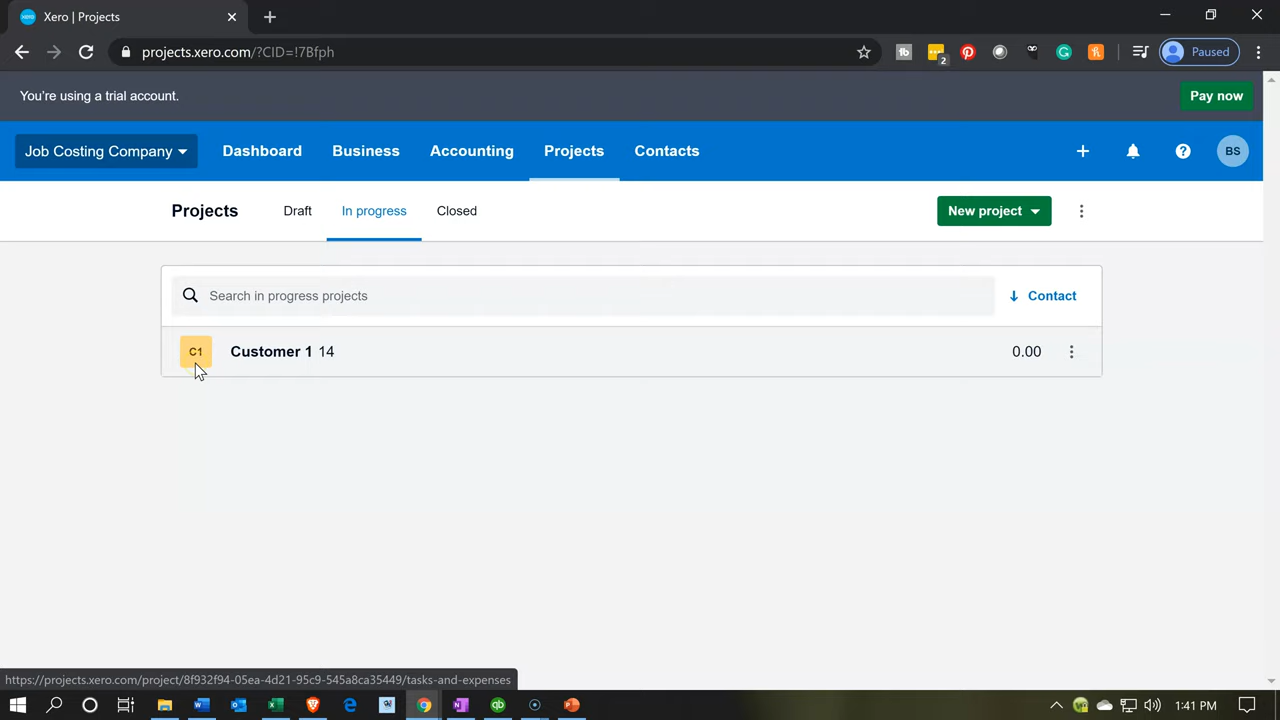 Xero | Projects
projects.xero.com/?CID=!7Bfph
2
Paused
You're using a trial account.
Pay now
Job Costing Company
Dashboard
Business
Accounting
Projects
Contacts
BS
Projects
Draft
In progress
Closed
New project
Search in progress projects
Contact
C1
Customer 1 14
0.00
https://projects.xero.com/project/8f932f94-05ea-4d21-95c9-545a8ca35449/tasks-and-expenses
1:41 PM